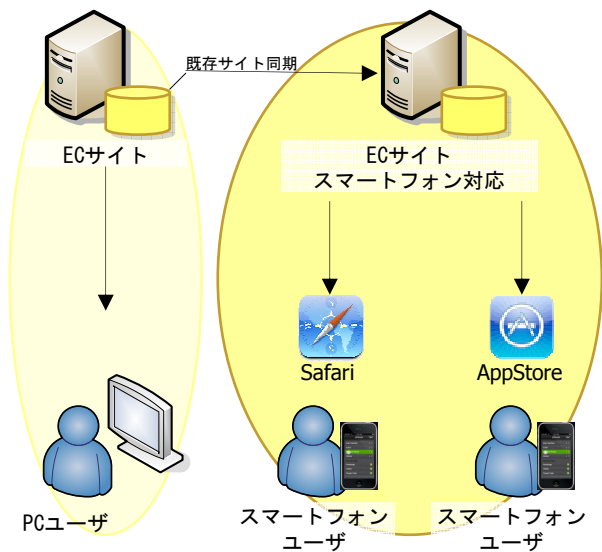 既存サイト同期
ECサイト
ECサイト
スマートフォン対応
Safari
AppStore
PCユーザ
スマートフォン
ユーザ
スマートフォン
ユーザ